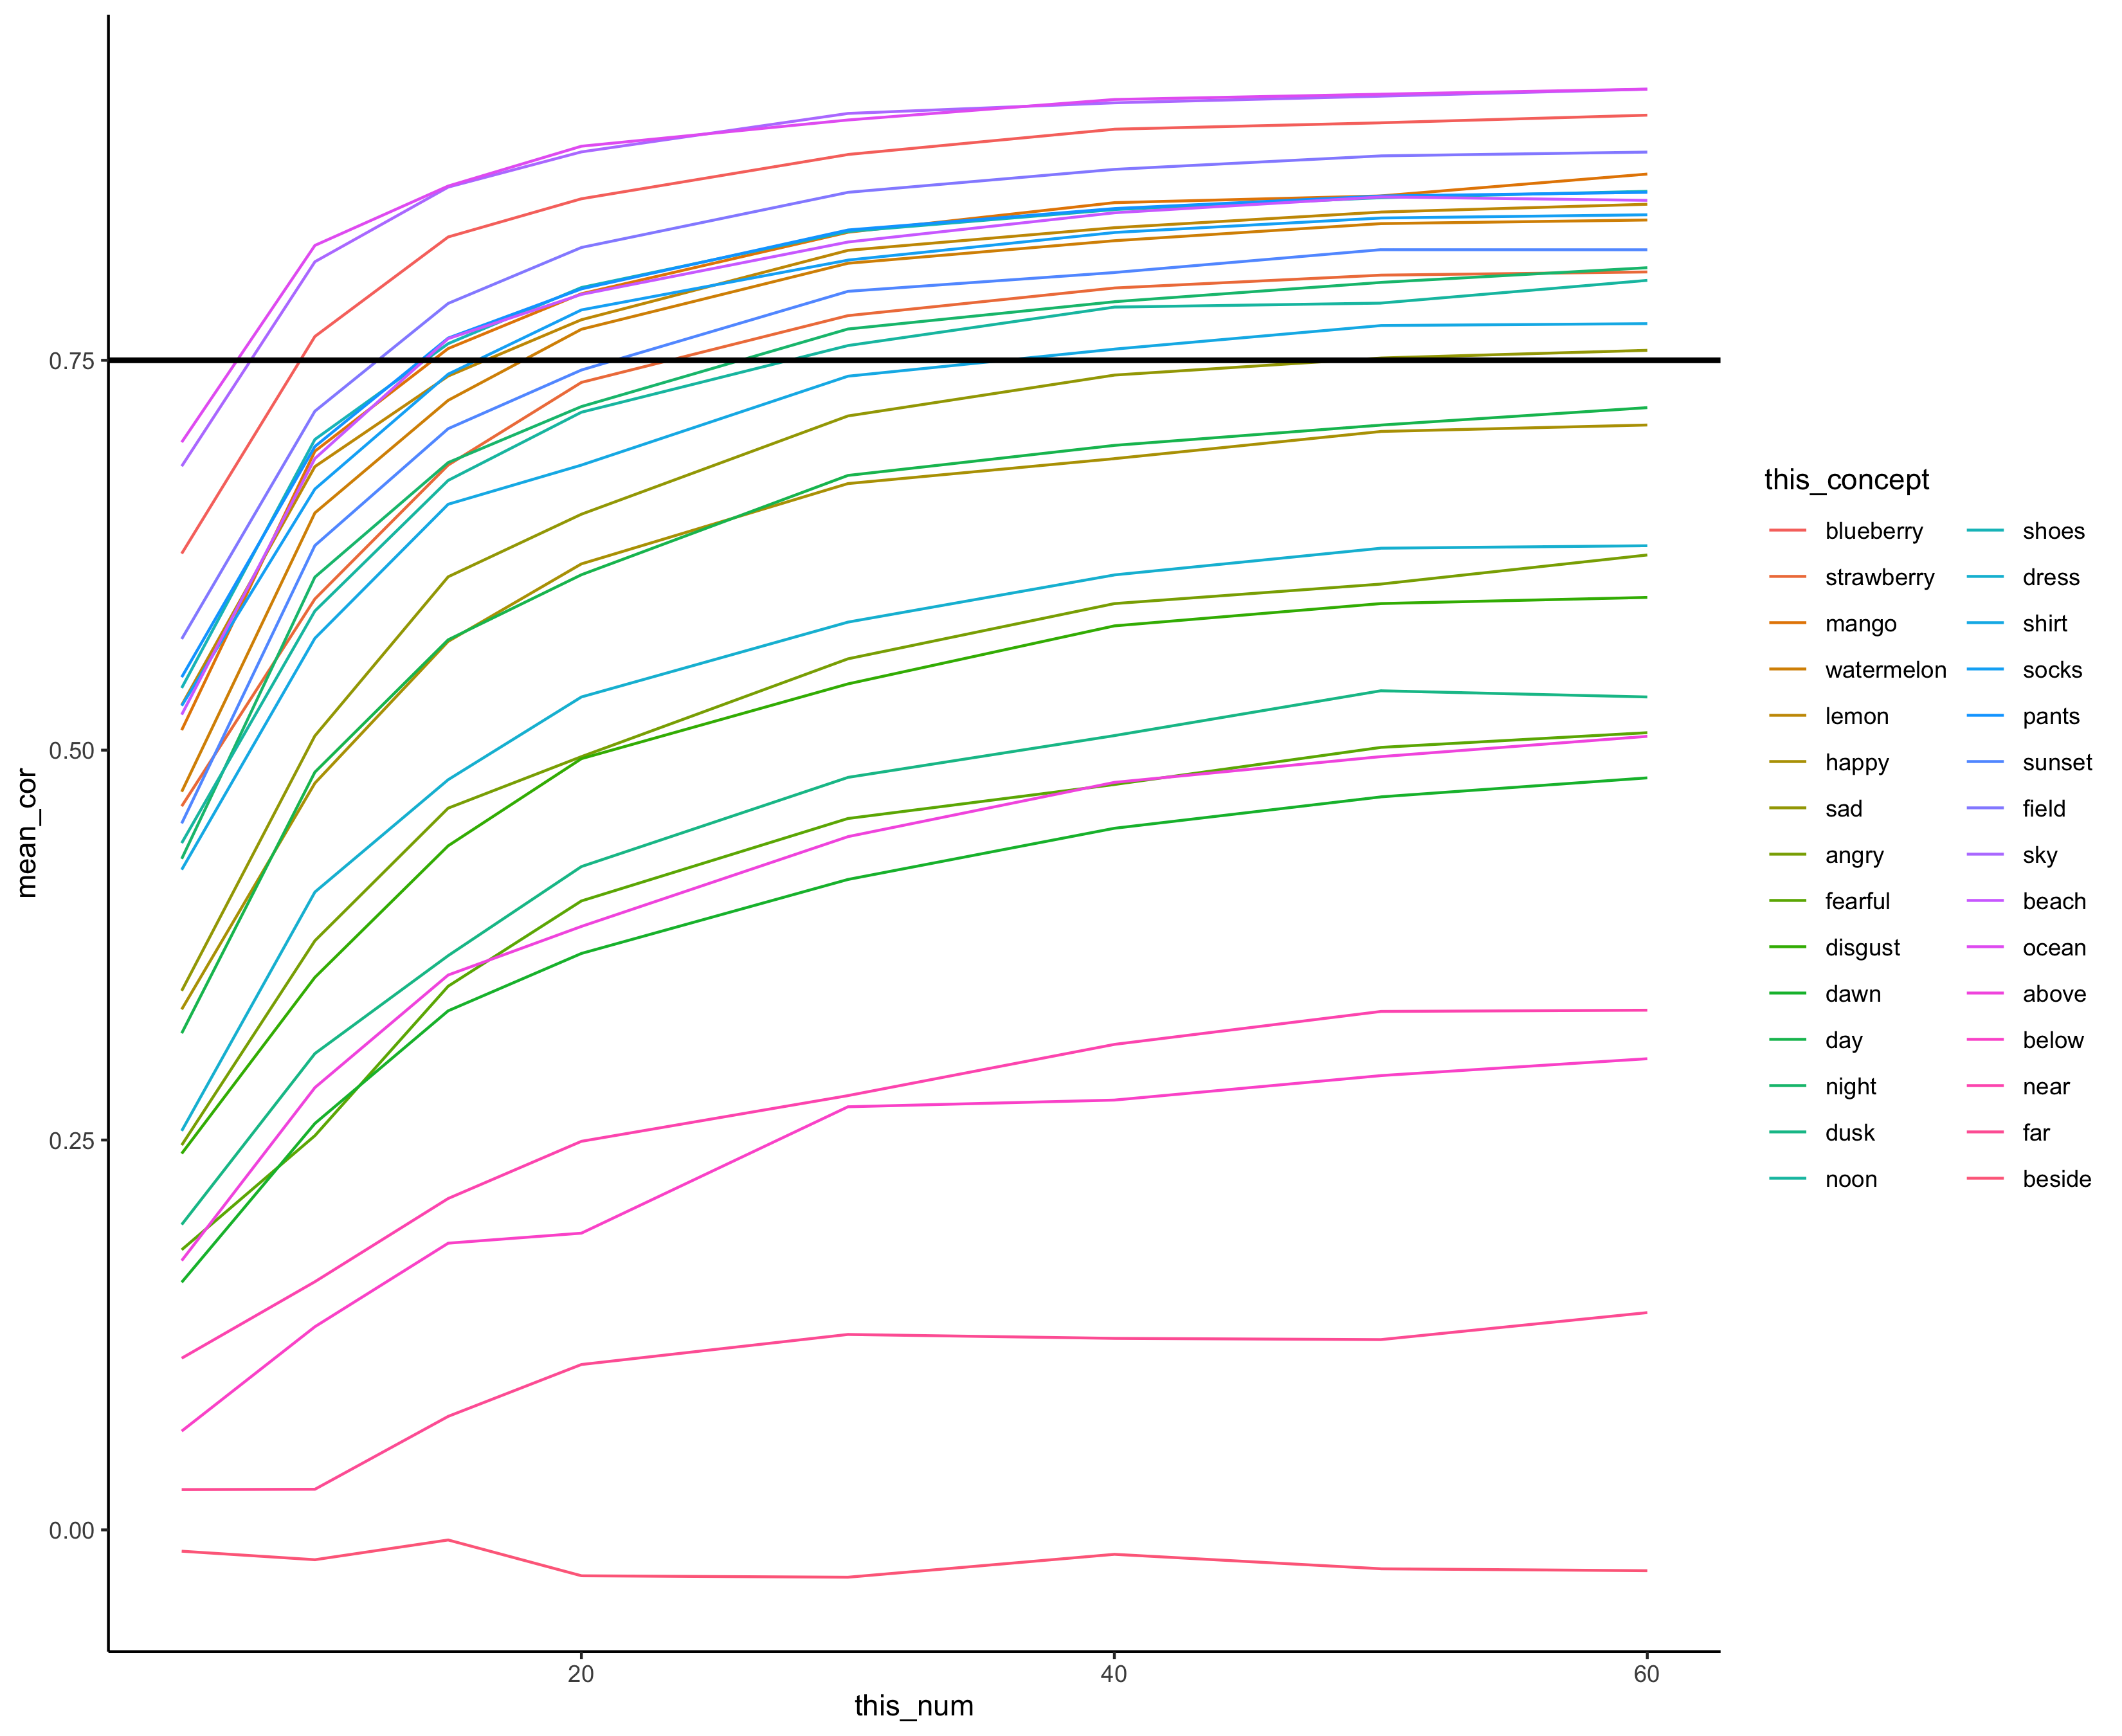 mean_cor
0.75
0.50
0.25
0.00
20 40 60
this_num
this_concept
blueberry shoes
strawberry dress
mango shirt
watermelon socks
lemon pants
happy sunset
sad field
angry sky
fearful beach
disgust ocean
dawn above
day below
night near
dusk far
noon beside